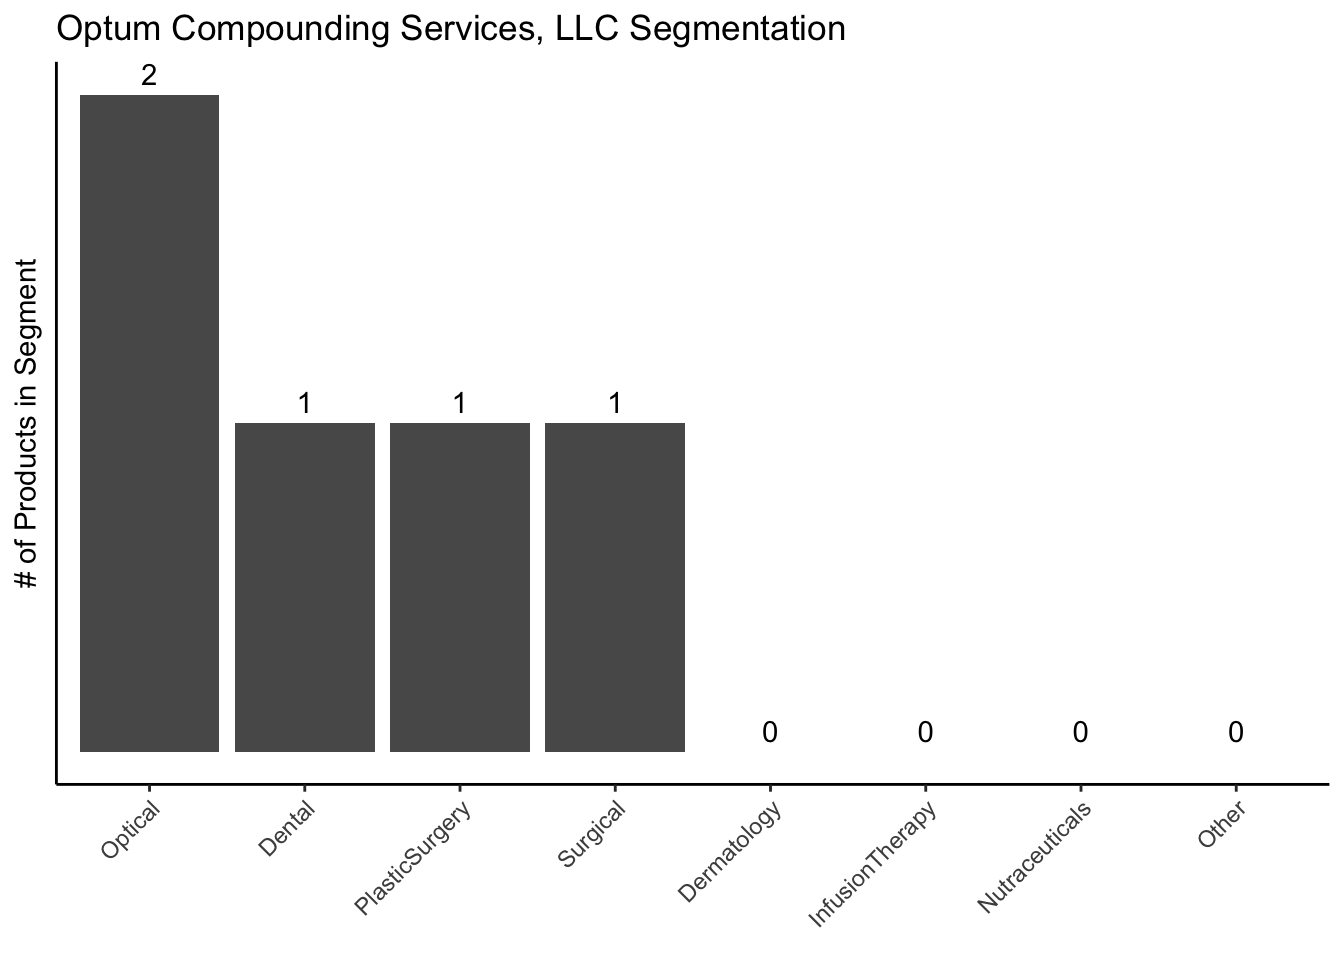 Optum Compounding Services, LLC Segmentation
# of Products in Segment
2
1
1
1
0
0
0
0
Optical
Dental
PlasticSurgery
Surgical
Dermatology
InfusionTherapy
Nutraceuticals
Other